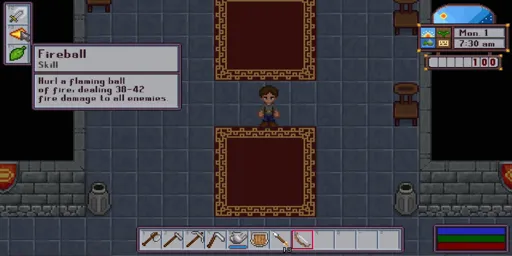 Fireball
Skill
Hurl a flaming ball
of fire, dealing 38-42
fire damage to all enemies.
Mon. 1
7:30 am
100